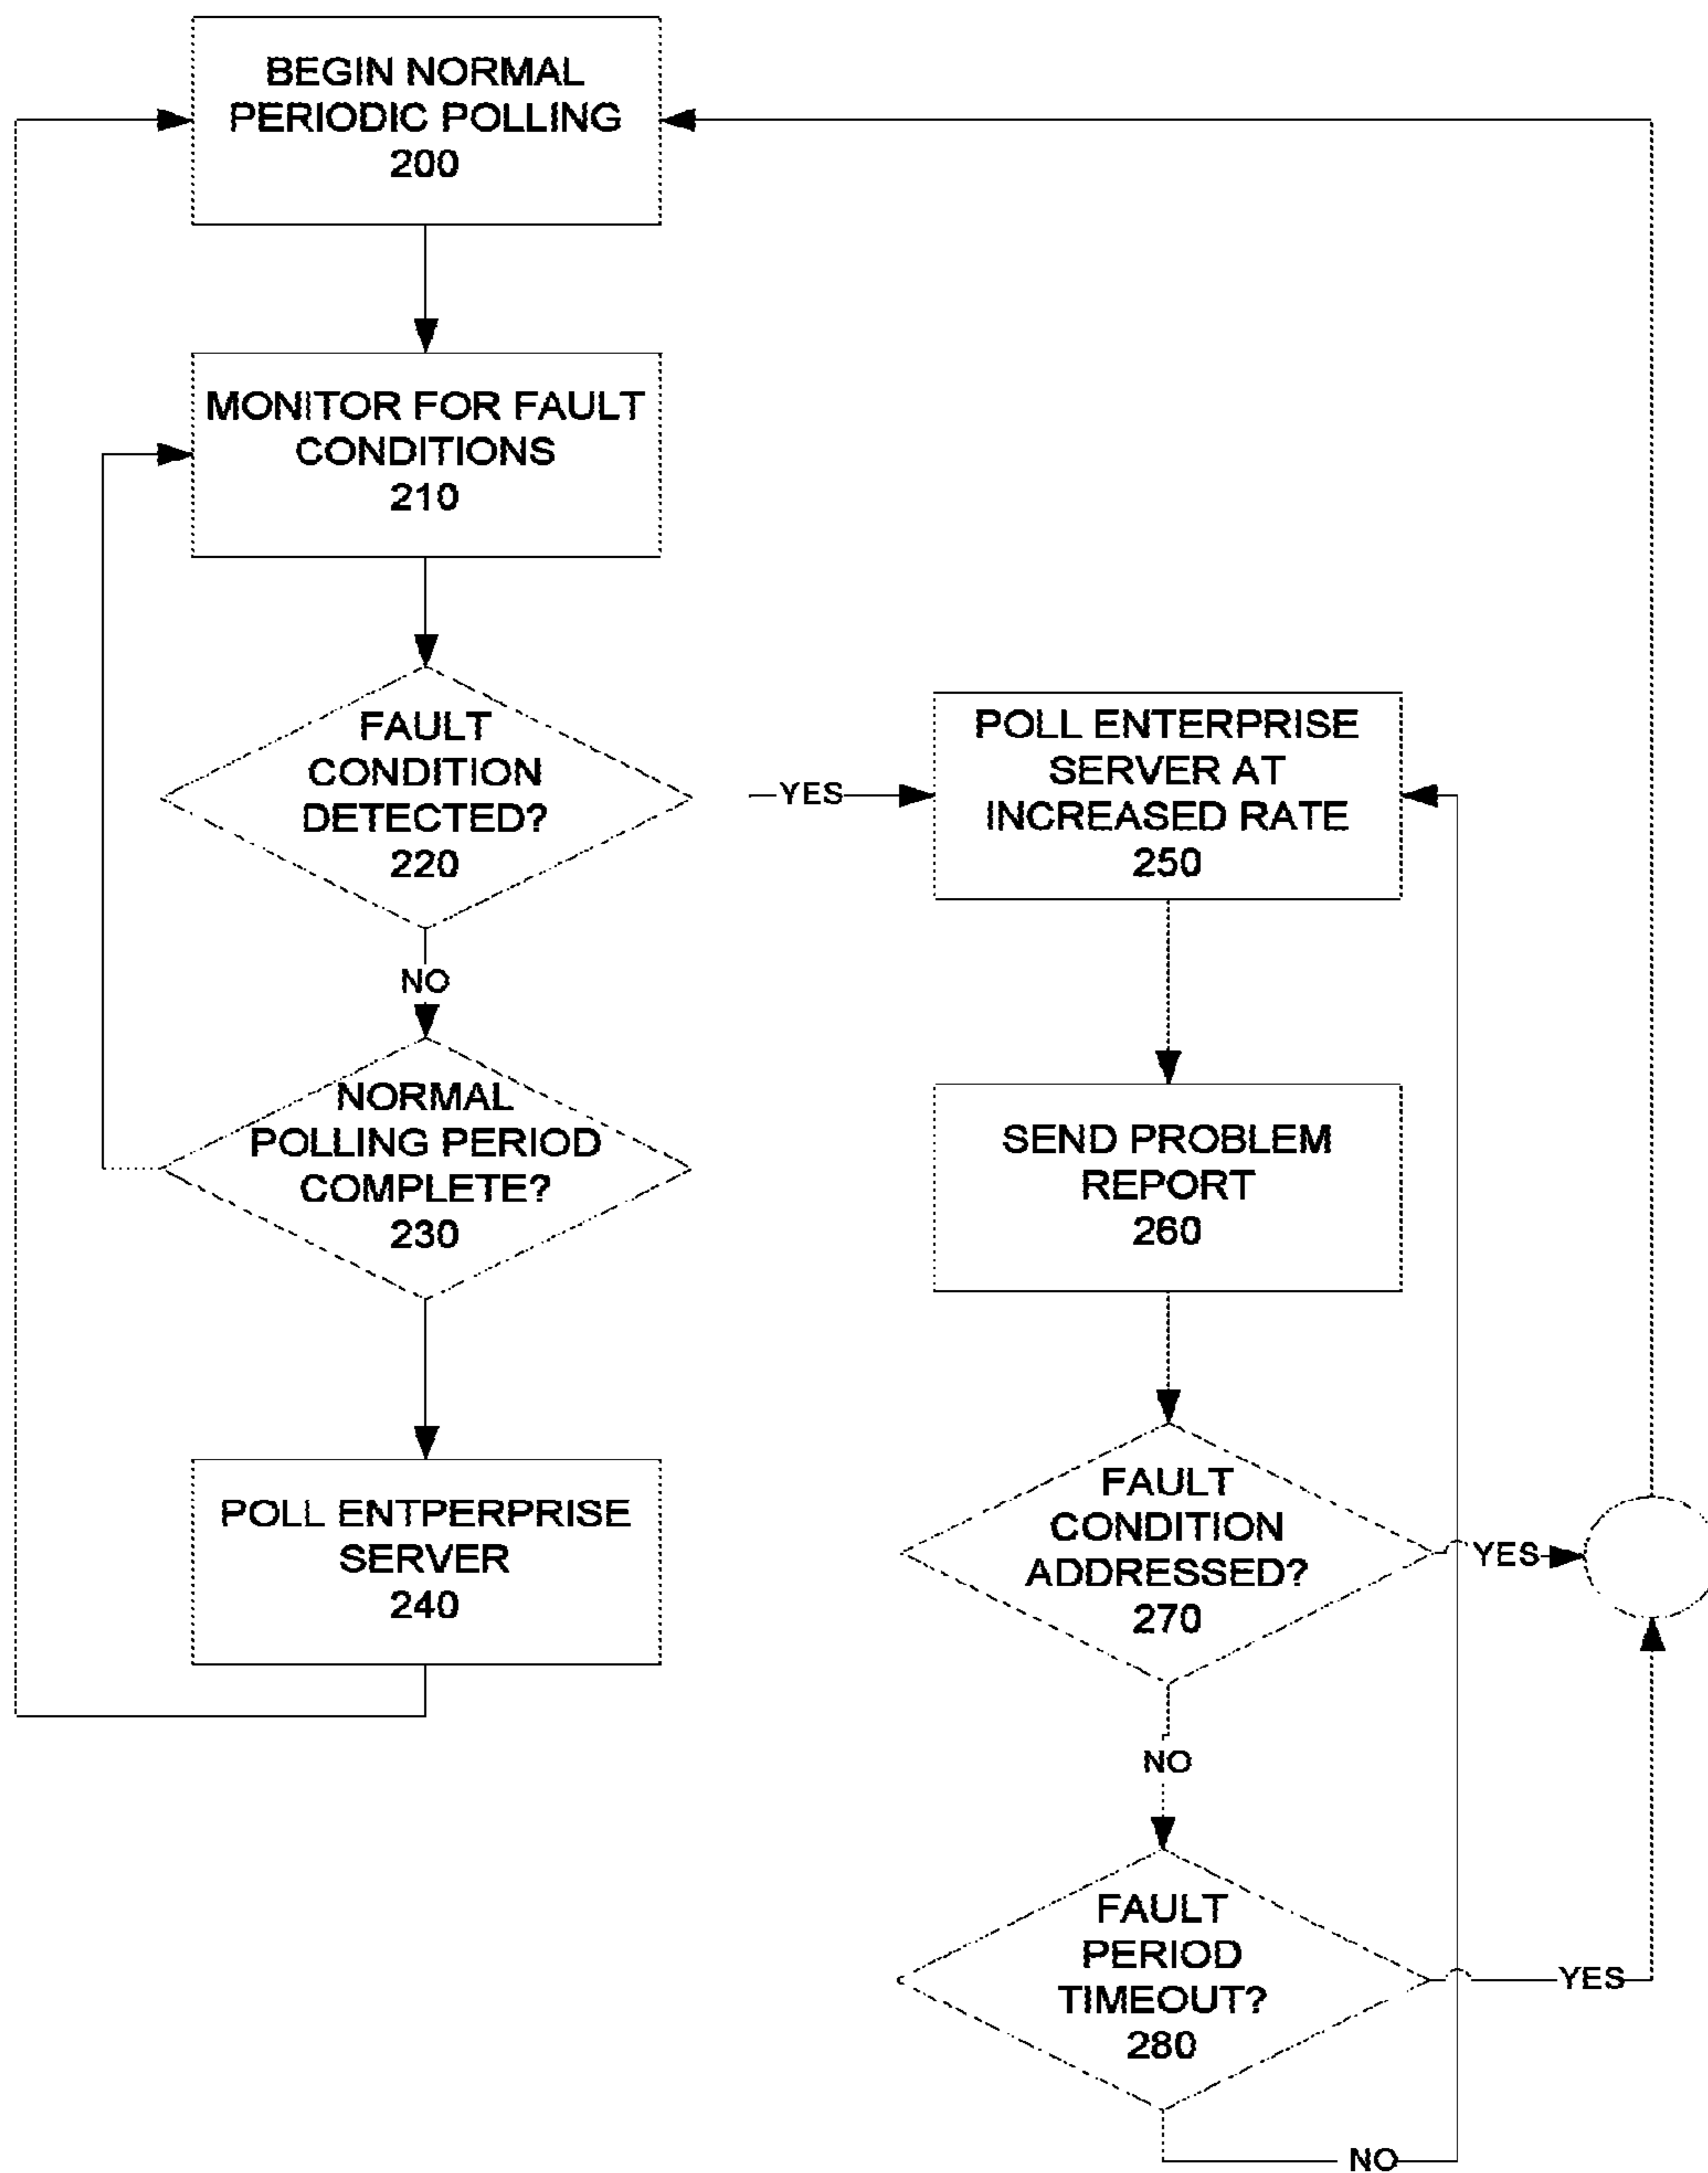 BEGIN NORMAL
PERIODIC POLLING
200
MONITOR FOR FAULT
CONDITIONS
210
FAULT
CONDITION
DETECTED?
220
YES
NO
NORMAL
POLLING PERIOD
COMPLETE?
230
POLL ENTPERPRISE
SERVER
240
POLL ENTERPRISE
SERVER AT
INCREASED RATE
250
SEND PROBLEM
REPORT
260
FAULT
CONDITION
ADDRESSED?
270
YES
NO
FAULT
PERIOD
TIMEOUT?
280
YES
NO